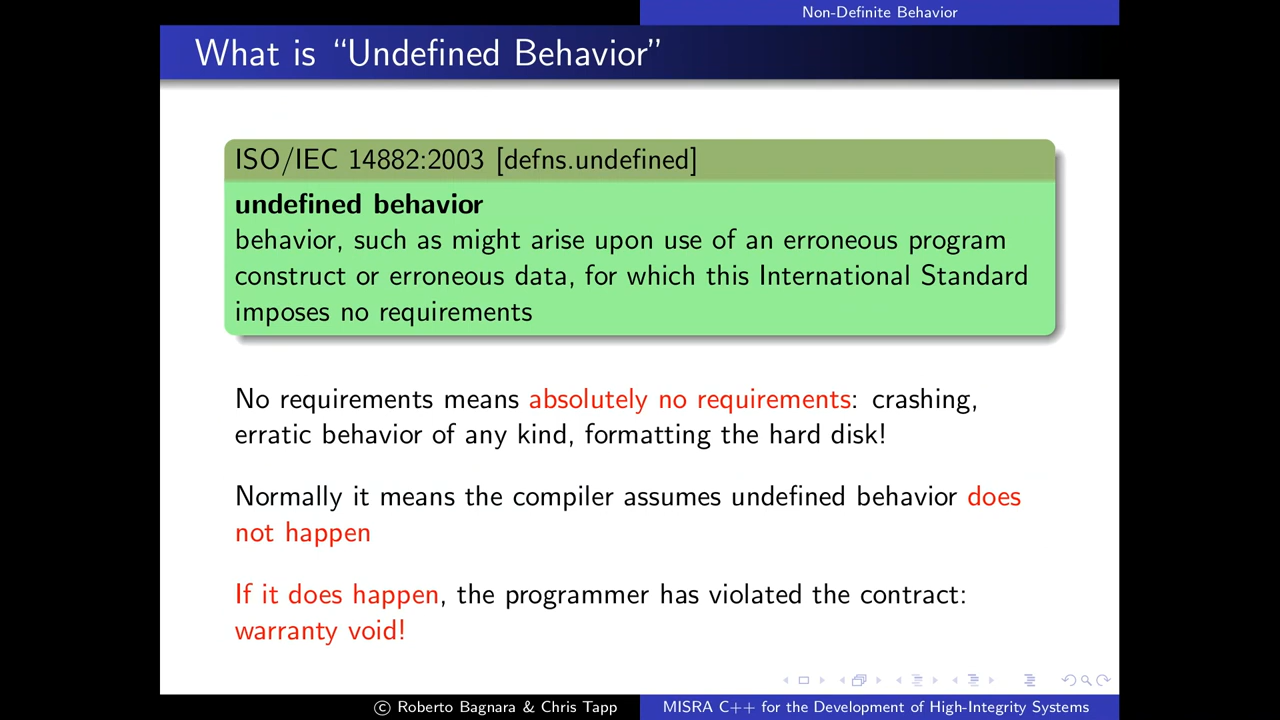 Non-Definite Behavior
What is “Undefined Behavior”
ISO/IEC 14882:2003 [defns.undefined]
undefined behavior
behavior, such as might arise upon use of an erroneous program
construct or erroneous data, for which this International Standard
imposes no requirements
No requirements means absolutely no requirements: crashing,
erratic behavior of any kind, formatting the hard disk!
Normally it means the compiler assumes undefined behavior does
not happen
If it does happen, the programmer has violated the contract:
warranty void!
© Roberto Bagnara & Chris Tapp
MISRA C++ for the Development of High-Integrity Systems